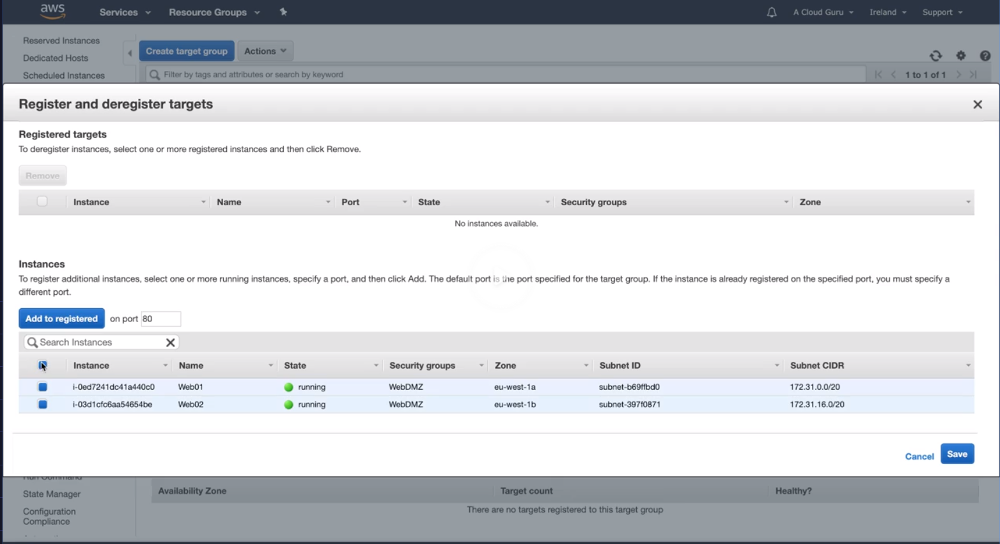 aws Services Resource Groups A Cloud Guru Ireland Support
Reserved Instances
Dedicated Hosts
Scheduled Instances
Create target group Actions
Filter by tags and attributes or search by keyword 1 to 1 of 1
Register and deregister targets
Registered targets
To deregister instances, select one or more registered instances and then click Remove.
Remove
Instance Name Port State Security groups Zone
No instances available.
Instances
To register additional instances, select one or more running instances, specify a port, and then click Add. The default port is the port specified for the target group. If the instance is already registered on the specified port, you must specify a
different port.
Add to registered on port 80
Search Instances
Instance Name State Security groups Zone Subnet ID Subnet CIDR
i-0ed7241dc41a440c0 Web01 running WebDMZ eu-west-1a subnet-b69ffbd0 172.31.0.0/20
i-03d1cfc6aa54654be Web02 running WebDMZ eu-west-1b subnet-397f0871 172.31.16.0/20
Cancel Save
Run Command
State Manager
Configuration
Compliance
Availability Zone Target count Healthy?
There are no targets registered to this target group